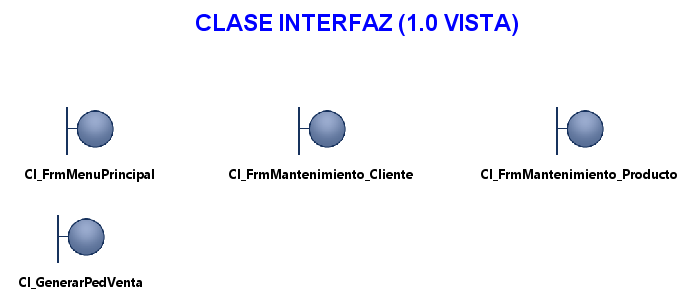 CLASE INTERFAZ (1.0 VISTA)
CI_FrmMenuPrincipal
CI_FrmMantenimiento_Cliente
CI_FrmMantenimiento_Producto
CI_GenerarPedVenta